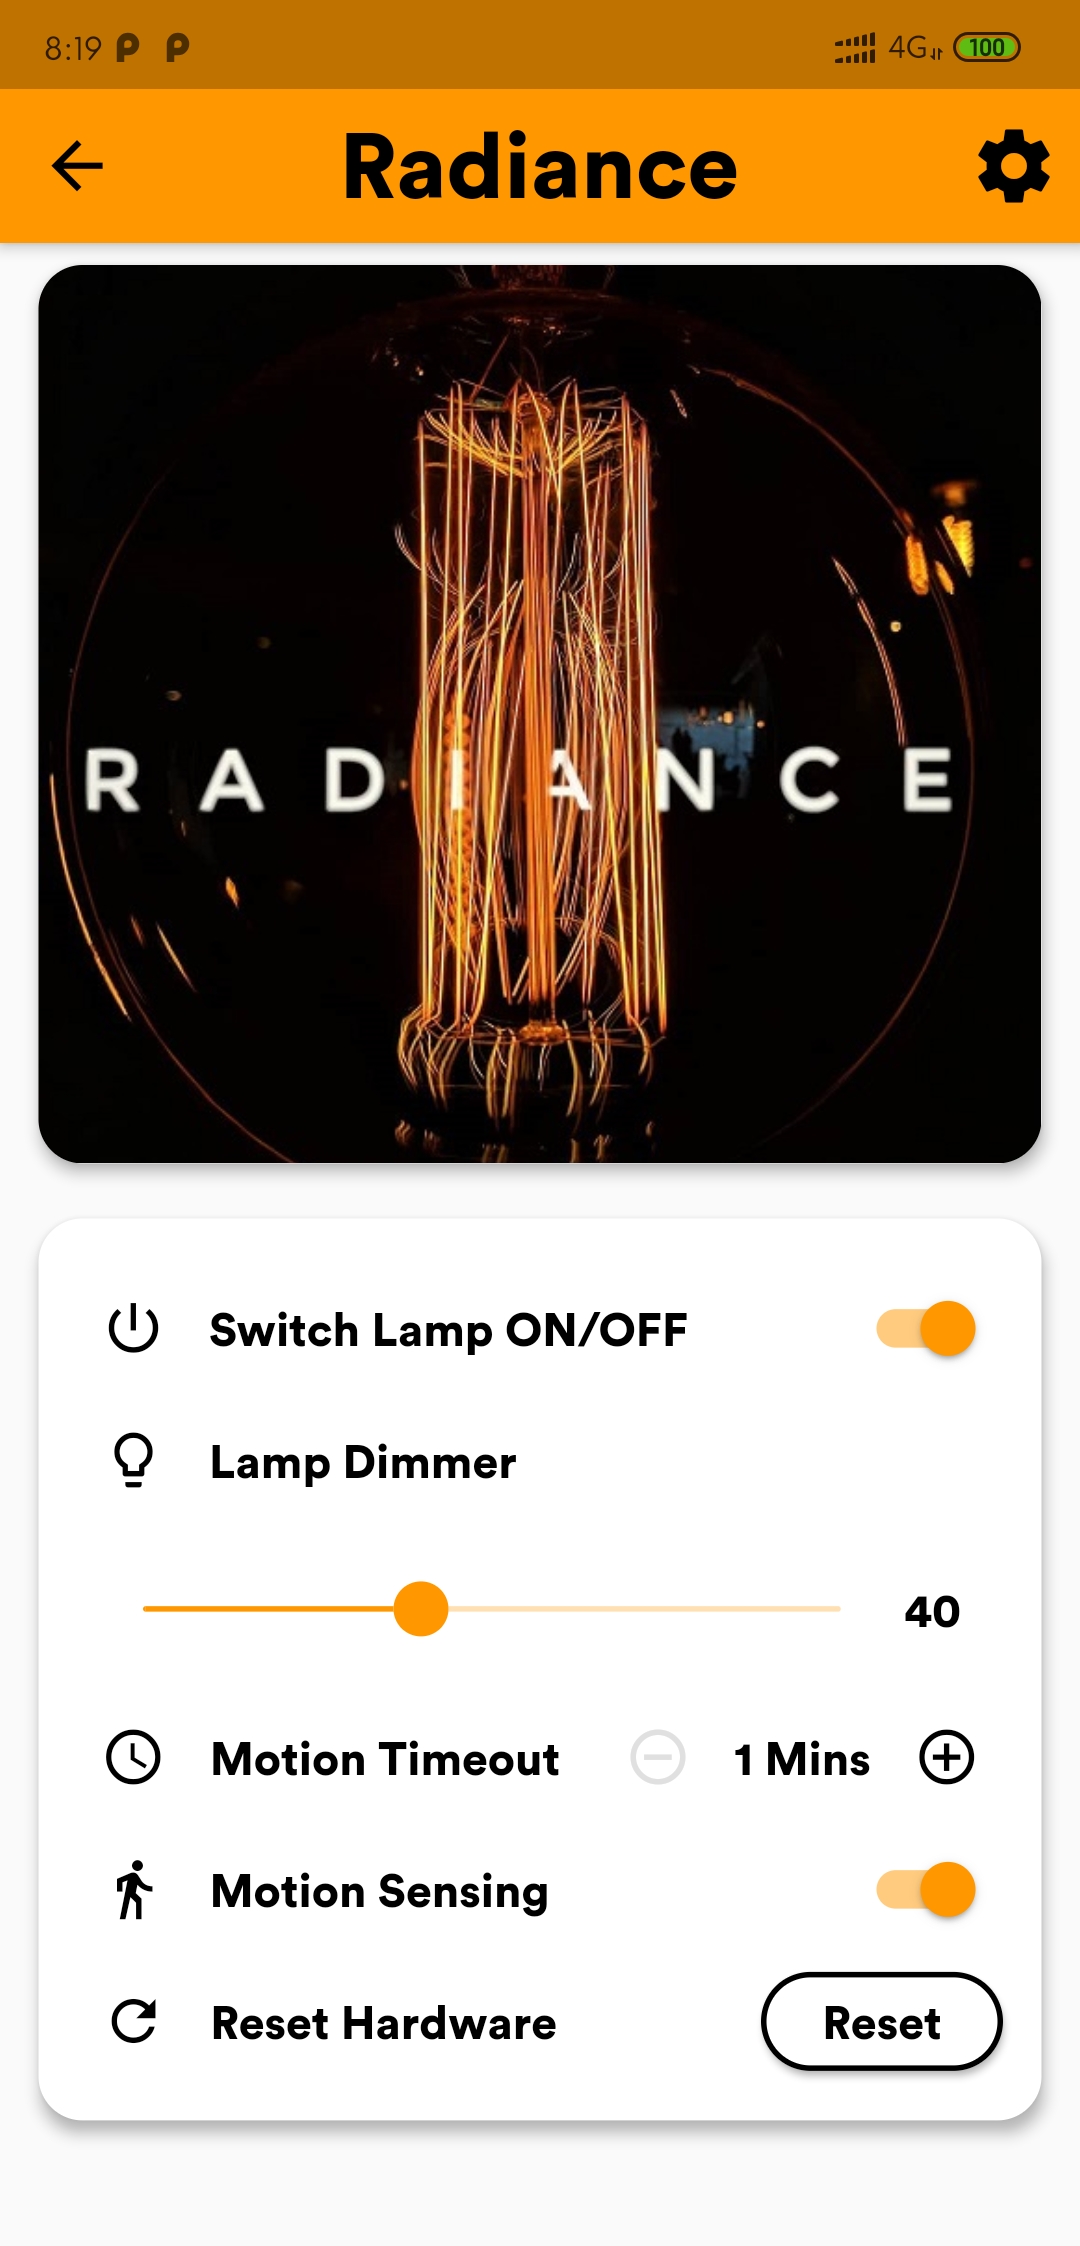 8:19 4G 100
Radiance
RADIANCE
Switch Lamp ON/OFF
Lamp Dimmer
40
Motion Timeout 1 Mins
Motion Sensing
Reset Hardware Reset